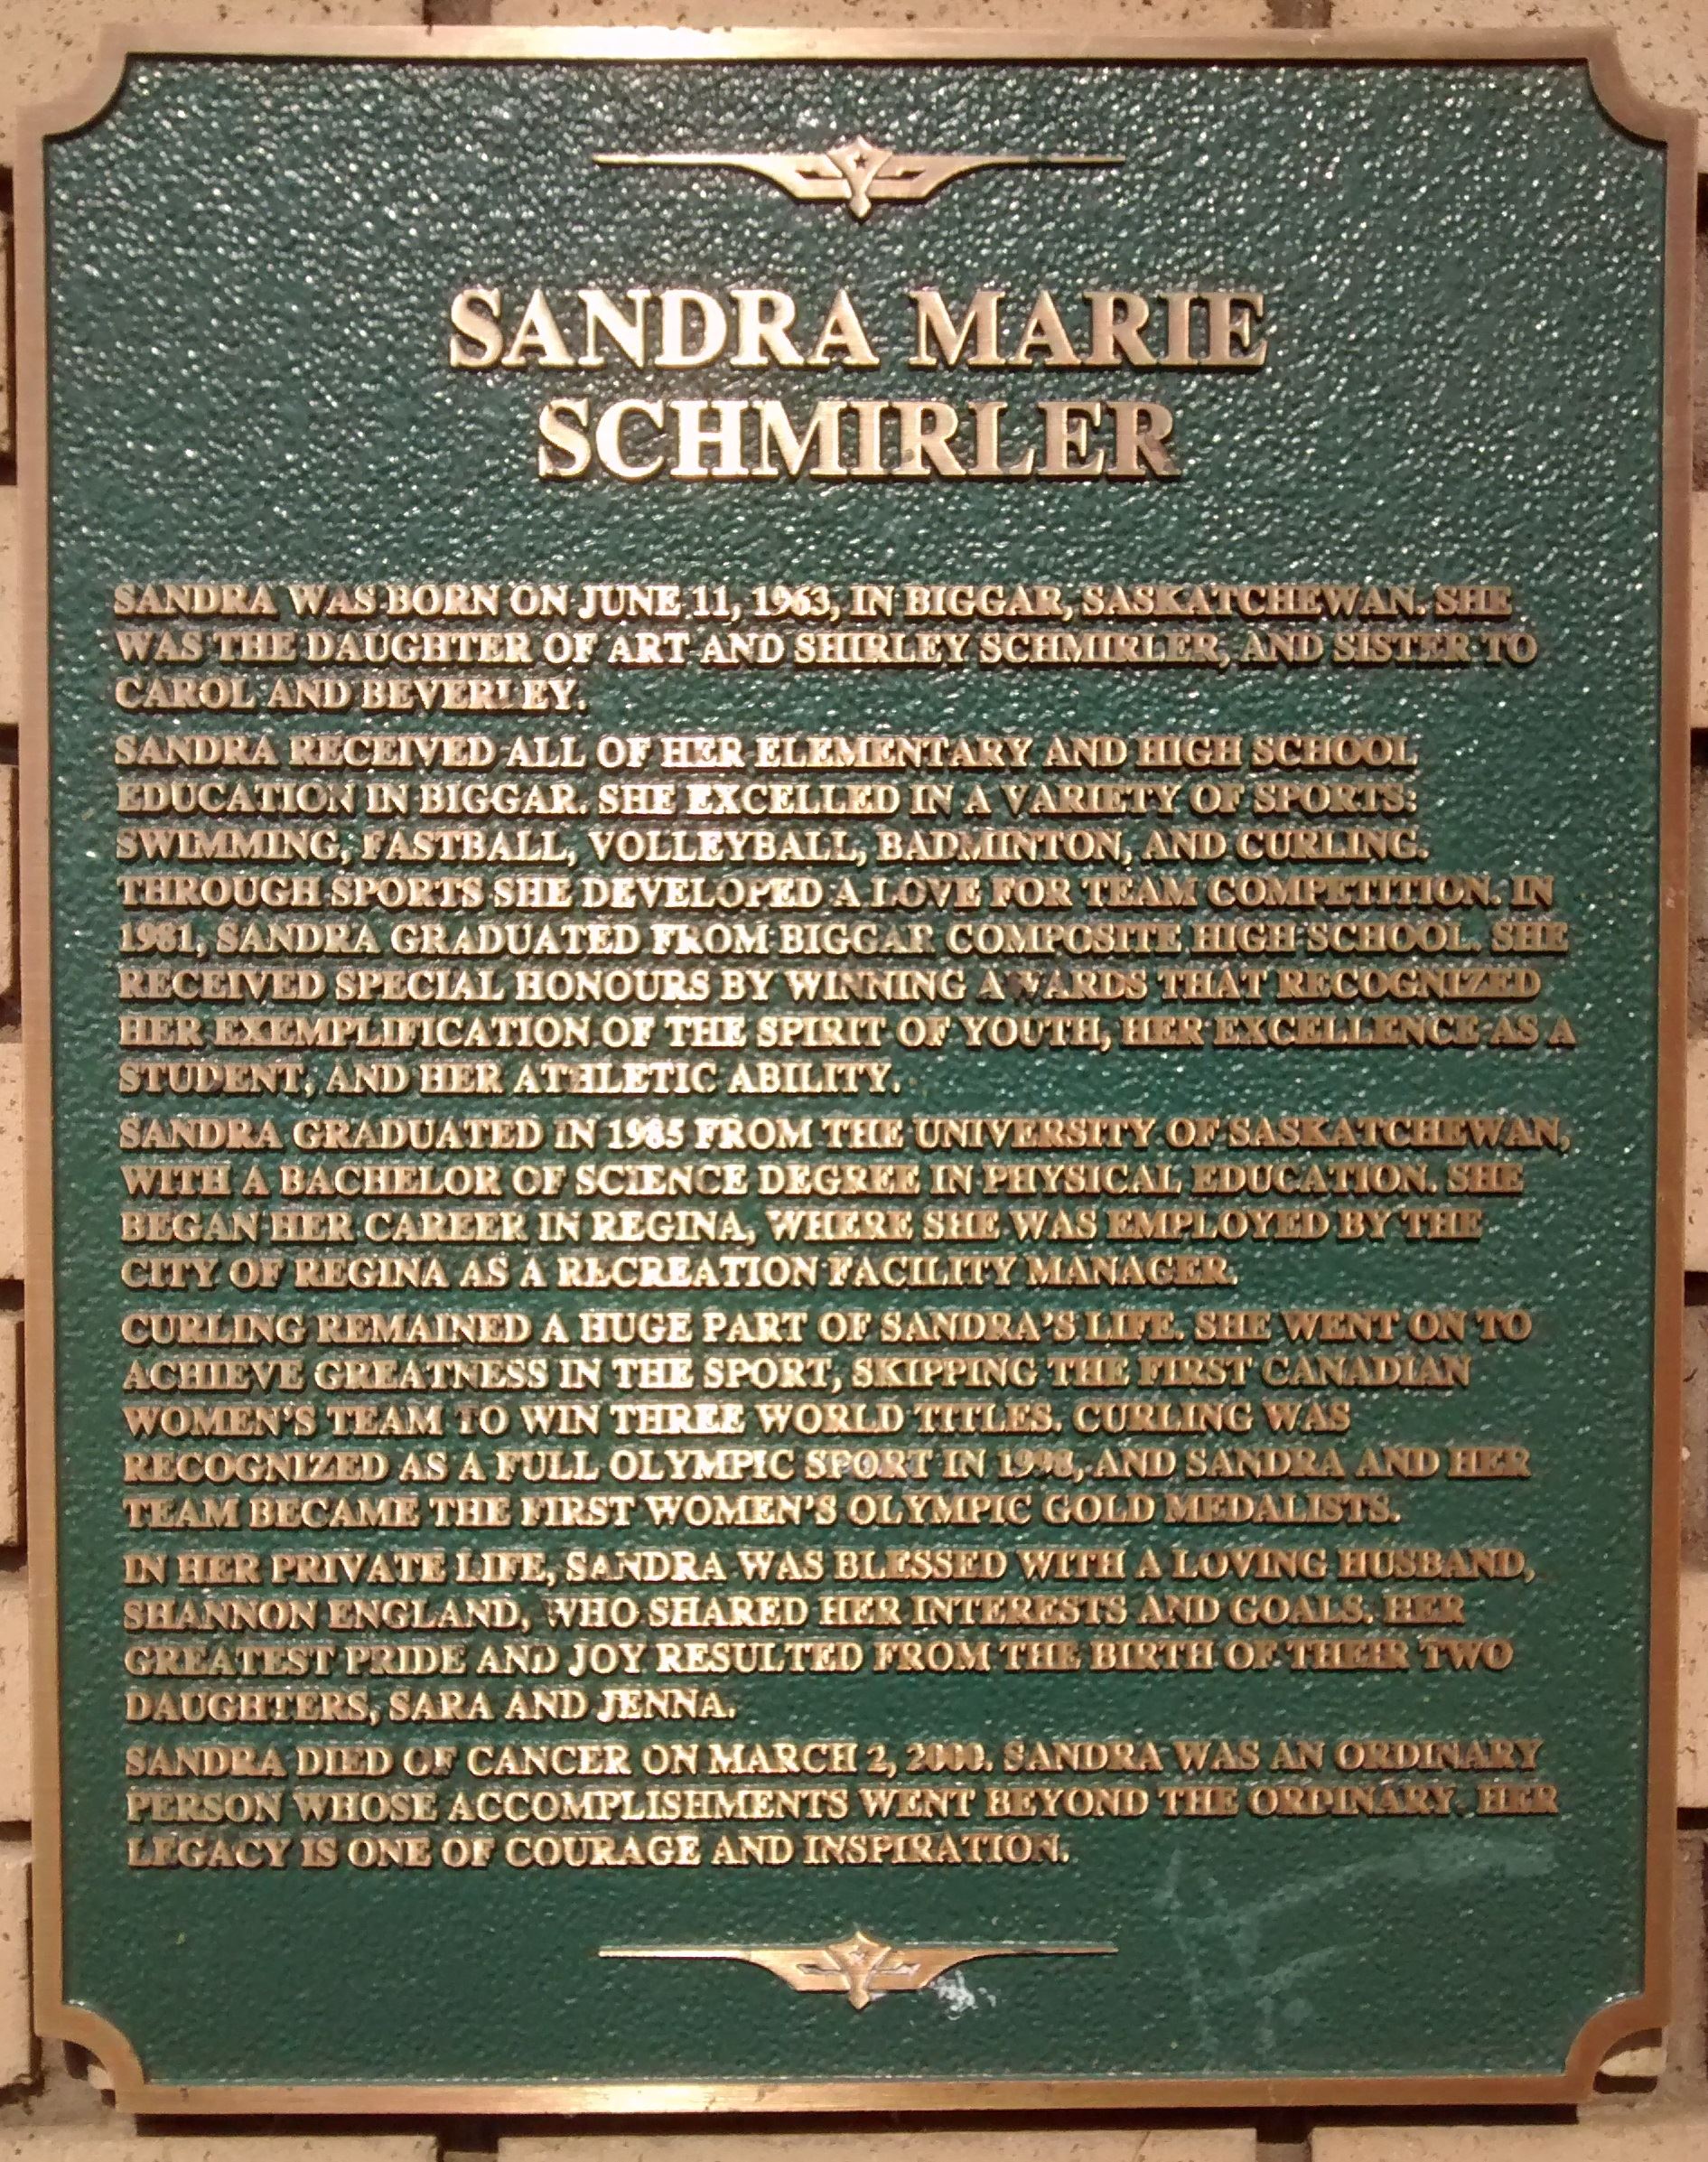 SANDRA MARIE
SCHMIRLER
SANDRA WAS BORN ON JUNE 11, 1963, IN BIGGAR, SASKATCHEWAN. SHE
WAS THE DAUGHTER OF ART AND SHIRLEY SCHMIRLER, AND SISTER TO
CAROL AND BEVERLEY.
SANDRA RECEIVED ALL OF HER ELEMENTARY AND HIGH SCHOOL
EDUCATION IN BIGGAR. SHE EXCELLED IN A VARIETY OF SPORTS:
SWIMMING, FASTBALL, VOLLEYBALL, BADMINTON, AND CURLING.
THROUGH SPORTS SHE DEVELOPED A LOVE FOR TEAM COMPETITION. IN
1981, SANDRA GRADUATED FROM BIGGAR COMPOSITE HIGH SCHOOL. SHE
RECEIVED SPECIAL HONOURS BY WINNING AWARDS THAT RECOGNIZED
HER EXEMPLIFICATION OF THE SPIRIT OF YOUTH, HER EXCELLENCE AS A
STUDENT, AND HER ATHLETIC ABILITY.
SANDRA GRADUATED IN 1985 FROM THE UNIVERSITY OF SASKATCHEWAN,
WITH A BACHELOR OF SCIENCE DEGREE IN PHYSICAL EDUCATION. SHE
BEGAN HER CAREER IN REGINA, WHERE SHE WAS EMPLOYED BY THE
CITY OF REGINA AS A RECREATION FACILITY MANAGER.
CURLING REMAINED A HUGE PART OF SANDRA'S LIFE. SHE WENT ON TO
ACHIEVE GREATNESS IN THE SPORT, SKIPPING THE FIRST CANADIAN
WOMEN'S TEAM TO WIN THREE WORLD TITLES. CURLING WAS
RECOGNIZED AS A FULL OLYMPIC SPORT IN 1998, AND SANDRA AND HER
TEAM BECAME THE FIRST WOMEN'S OLYMPIC GOLD MEDALISTS.
IN HER PRIVATE LIFE, SANDRA WAS BLESSED WITH A LOVING HUSBAND,
SHANNON ENGLAND, WHO SHARED HER INTERESTS AND GOALS. HER
GREATEST PRIDE AND JOY RESULTED FROM THE BIRTH OF THEIR TWO
DAUGHTERS, SARA AND JENNA.
SANDRA DIED OF CANCER ON MARCH 2, 2000. SANDRA WAS AN ORDINARY
PERSON WHOSE ACCOMPLISHMENTS WENT BEYOND THE ORDINARY. HER
LEGACY IS ONE OF COURAGE AND INSPIRATION.